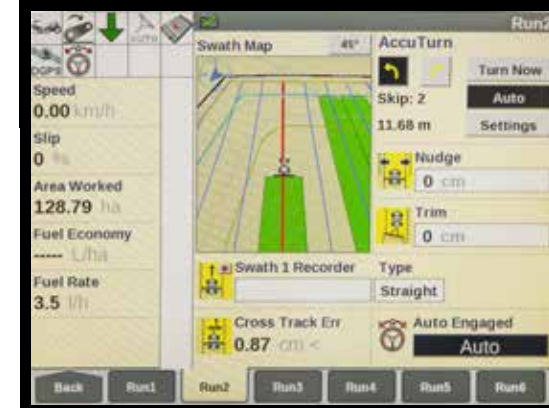 AUTO
Run2
DGPS
Speed
0.00 km/h
Slip
0 %
Area Worked
128.79 ha
Fuel Economy
----- L/ha
Fuel Rate
3.5 l/h
Swath Map
45°
AccuTurn
Turn Now
Skip: 2
Auto
11.68 m
Settings
Nudge
0 cm
Trim
0 cm
Swath 1 Recorder
Type
Straight
Cross Track Err
0.87 cm <
Auto Engaged
Auto
Back
Run1
Run2
Run3
Run4
Run5
Run6